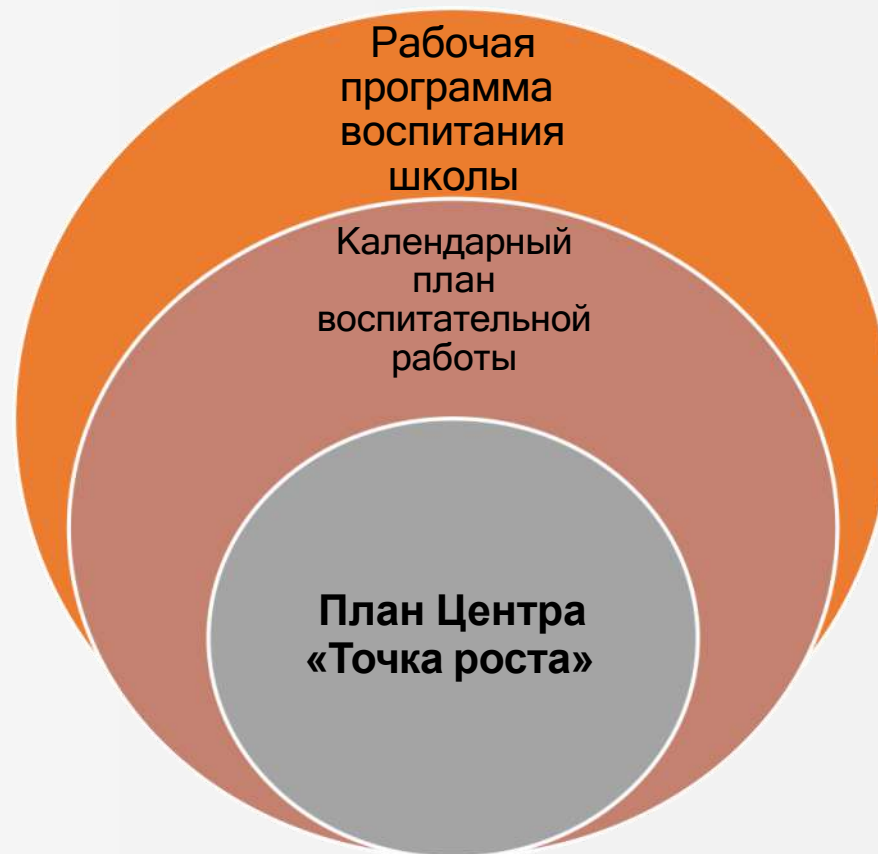 Рабочая
программа
воспитания
школы
Календарный
план
воспитательной
работы
План Центра
«Точка роста»